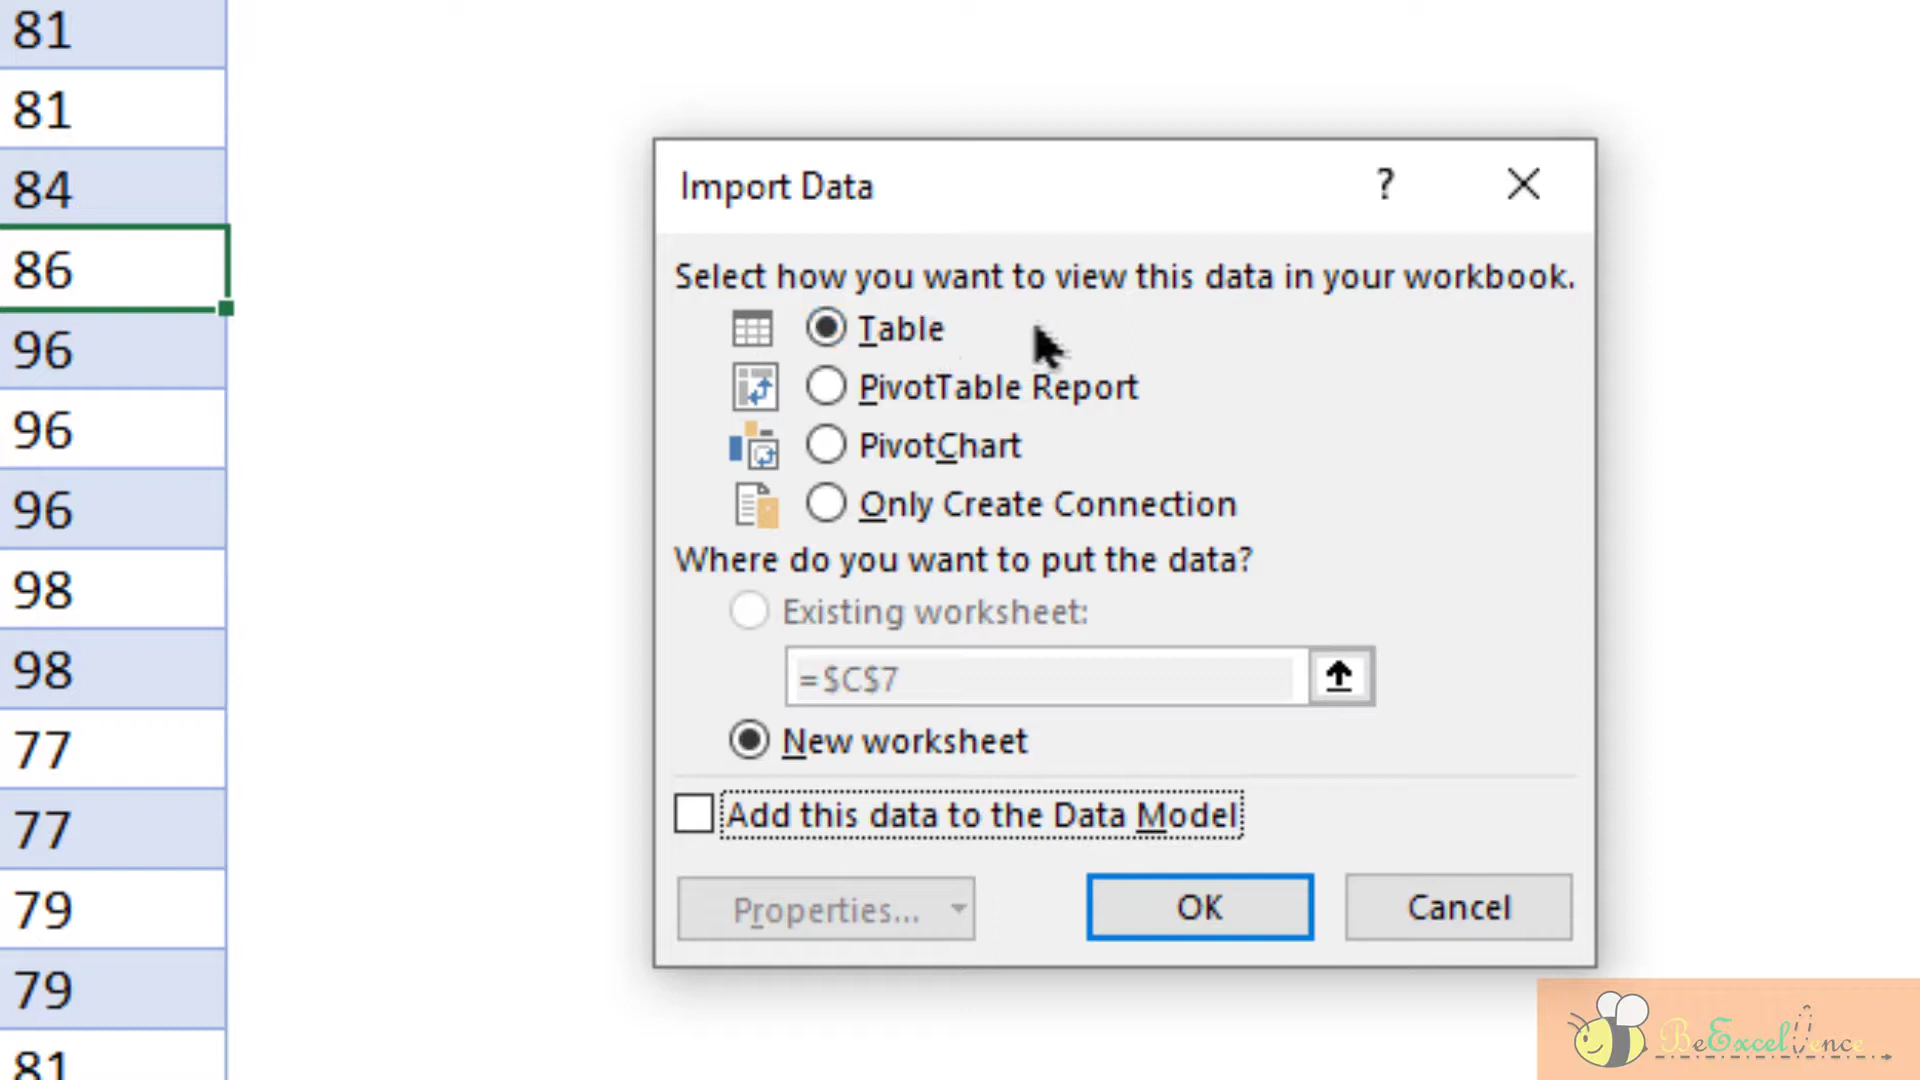 81
81
84
86
96
96
96
98
98
77
77
79
79
81
Import Data
?
Select how you want to view this data in your workbook.
Table
PivotTable Report
PivotChart
Only Create Connection
Where do you want to put the data?
Existing worksheet:
=$C$7
New worksheet
Add this data to the Data Model
Properties...
OK
Cancel
BeExcellence